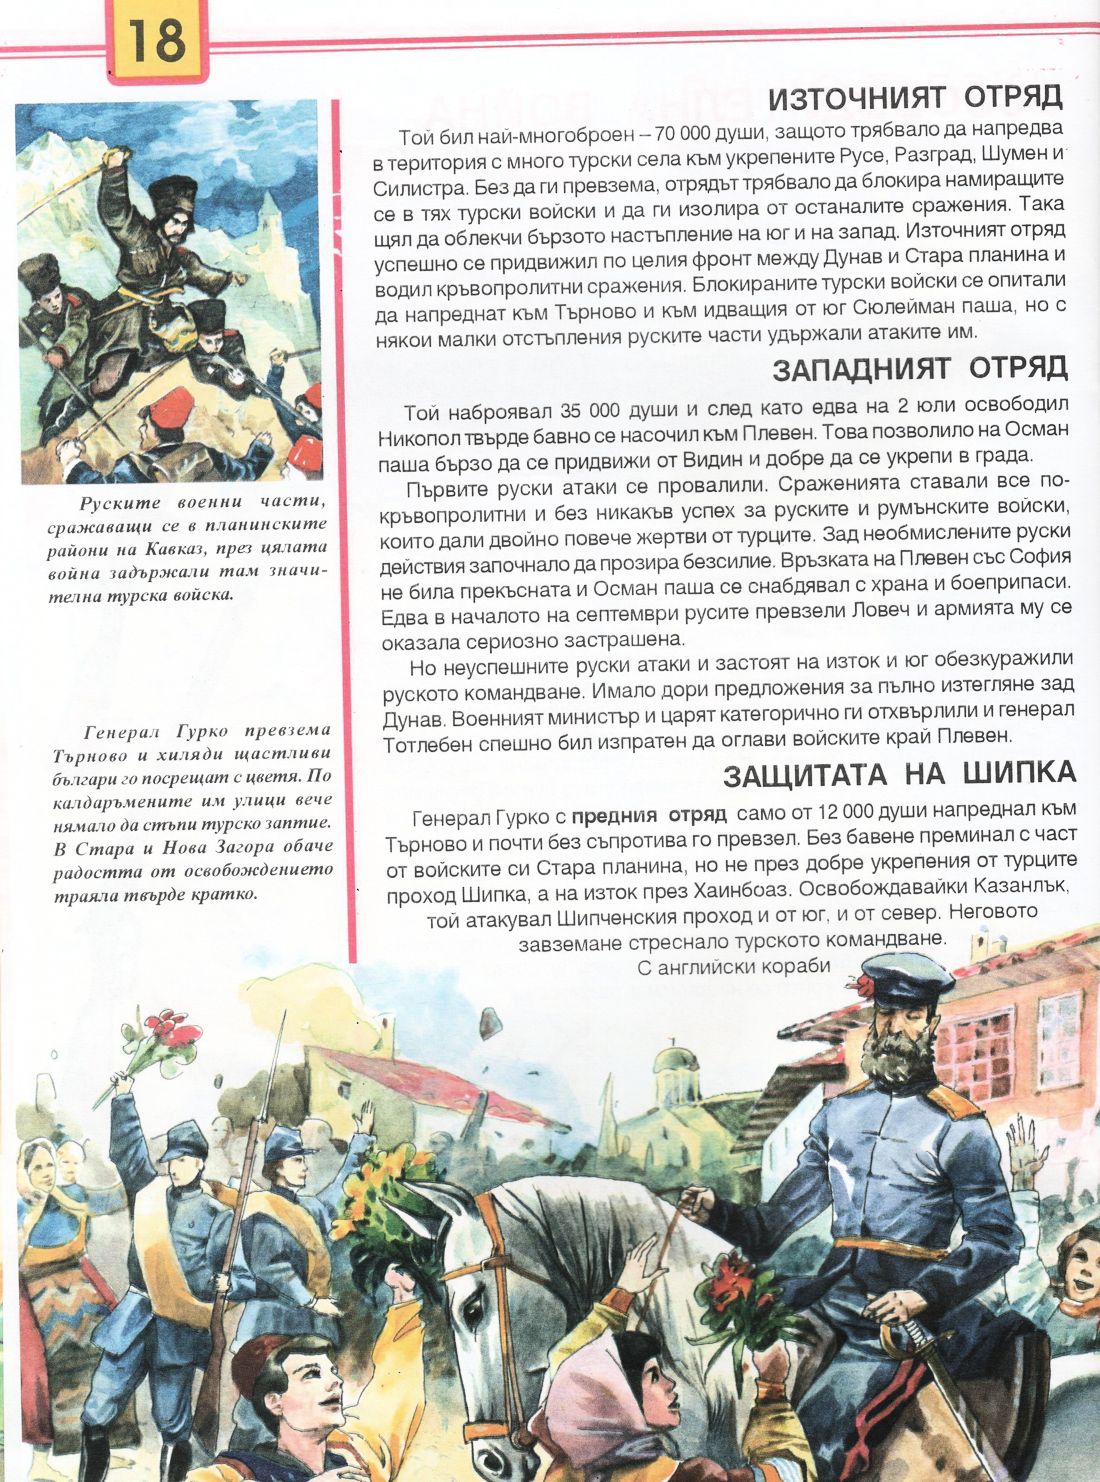 18
ИЗТОЧНИЯТ ОТРЯД
Той бил най-многоброен – 70 000 души, защото трябвало да напредва
в територия с много турски села към укрепените Русе, Разград, Шумен и
Силистра. Без да ги превзема, отрядът трябвало да блокира намиращите
се в тях турски войски и да ги изолира от останалите сражения. Така
щял да облекчи бързото настъпление на юг и на запад. Източният отряд
успешно се придвижил по целия фронт между Дунав и Стара планина и
водил кръвопролитни сражения. Блокираните турски войски се опитали
да напреднат към Търново и към идващия от юг Сюлейман паша, но с
някои малки отстъпления руските части удържали атаките им.
ЗАПАДНИЯТ ОТРЯД
Той наброявал 35 000 души и след като едва на 2 юли освободил
Никопол твърде бавно се насочил към Плевен. Това позволило на Осман
паша бързо да се придвижи от Видин и добре да се укрепи в града.
Първите руски атаки се провалили. Сраженията ставали все по-
кръвопролитни и без никакъв успех за руските и румънските войски,
които дали двойно повече жертви от турците. Зад необмислените руски
действия започнало да прозира безсилие. Връзката на Плевен със София
не била прекъсната и Осман паша се снабдявал с храна и боеприпаси.
Едва в началото на септември русите превзели Ловеч и армията му се
оказала сериозно застрашена.
Но неуспешните руски атаки и застоят на изток и юг обезкуражили
руското командване. Имало дори предложения за пълно изтегляне зад
Дунав. Военният министър и царят категорично ги отхвърлили и генерал
Тотлебен спешно бил изпратен да оглави войските край Плевен.
ЗАЩИТАТА НА ШИПКА
Генерал Гурко с предния отряд само от 12 000 души напреднал към
Търново и почти без съпротива го превзел. Без бавене преминал с част
от войските си Стара планина, но не през добре укрепения от турците
проход Шипка, а на изток през Хаинбоаз. Освобождавайки Казанлък,
той атакувал Шипченския проход и от юг, и от север. Неговото
завземане стреснало турското командване.
С английски кораби
Руските военни части,
сражаващи се в планинските
райони на Кавказ, през цялата
война задържали там значи-
телна турска войска.
Генерал Гурко превзема
Търново и хиляди щастливи
българи го посрещат с цветя. По
калдаръмените им улици вече
нямало да стъпи турско заптие.
В Стара и Нова Загора обаче
радостта от освобождението
траяла твърде кратко.